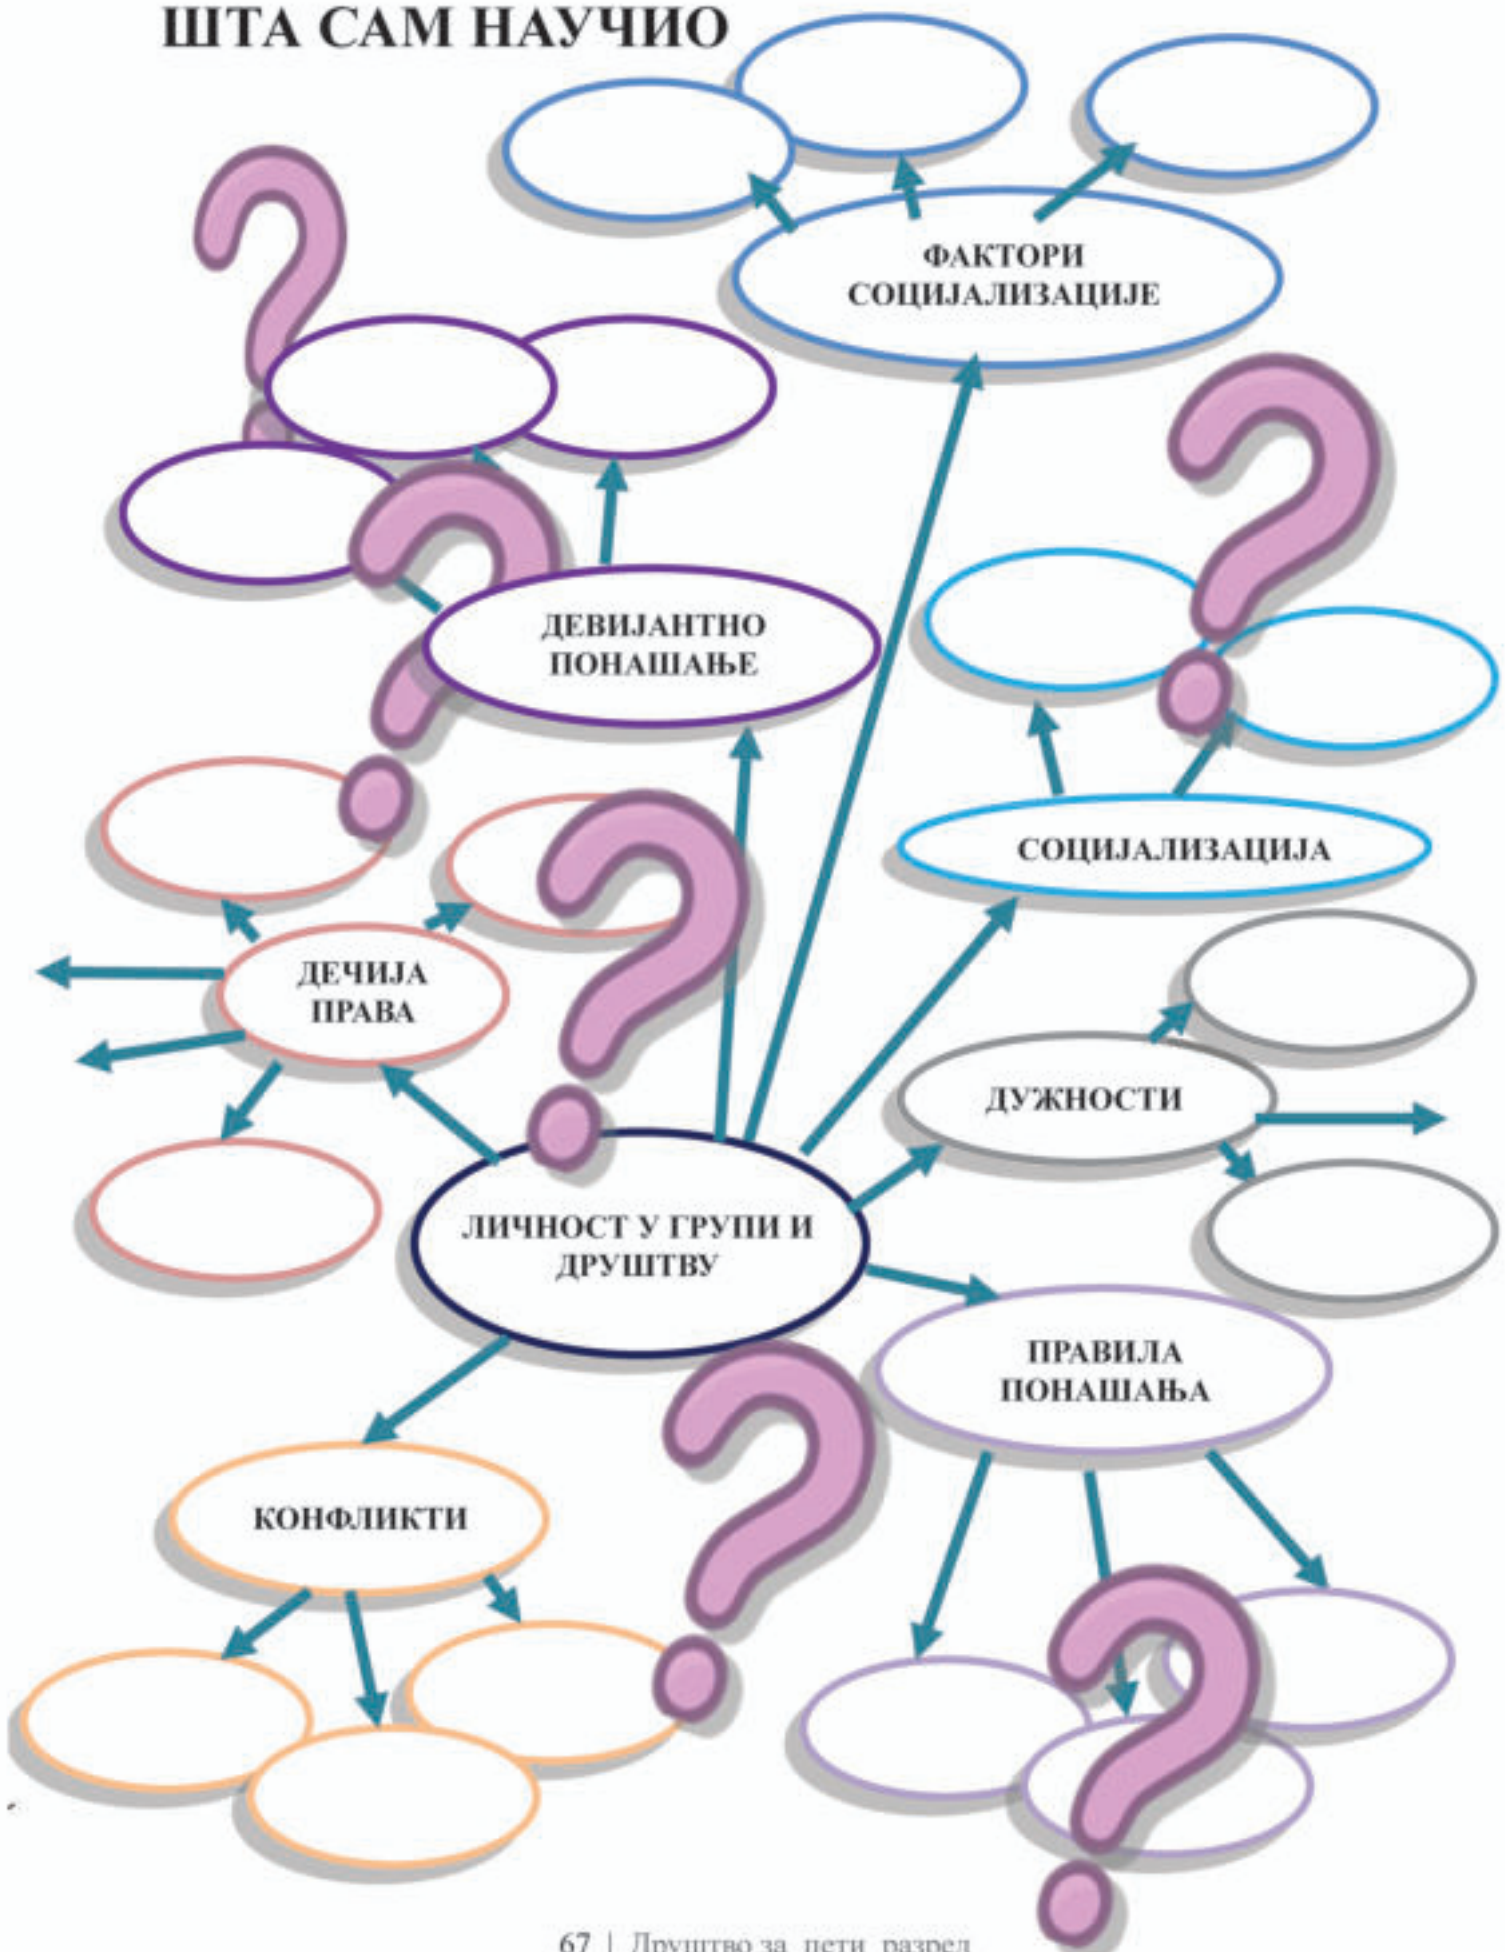 ШТА САМ НАУЧИО
ФАКТОРИ
СОЦИЈАЛИЗАЦИЈЕ
ДЕВИЈАНТНО
ПОНАШАЊЕ
СОЦИЈАЛИЗАЦИЈА
ДЕЧИЈА
ПРАВА
ДУЖНОСТИ
ЛИЧНОСТ У ГРУПИ И
ДРУШТВУ
ПРАВИЛА
ПОНАШАЊА
КОНФЛИКТИ
67 | Друштво за пети разред